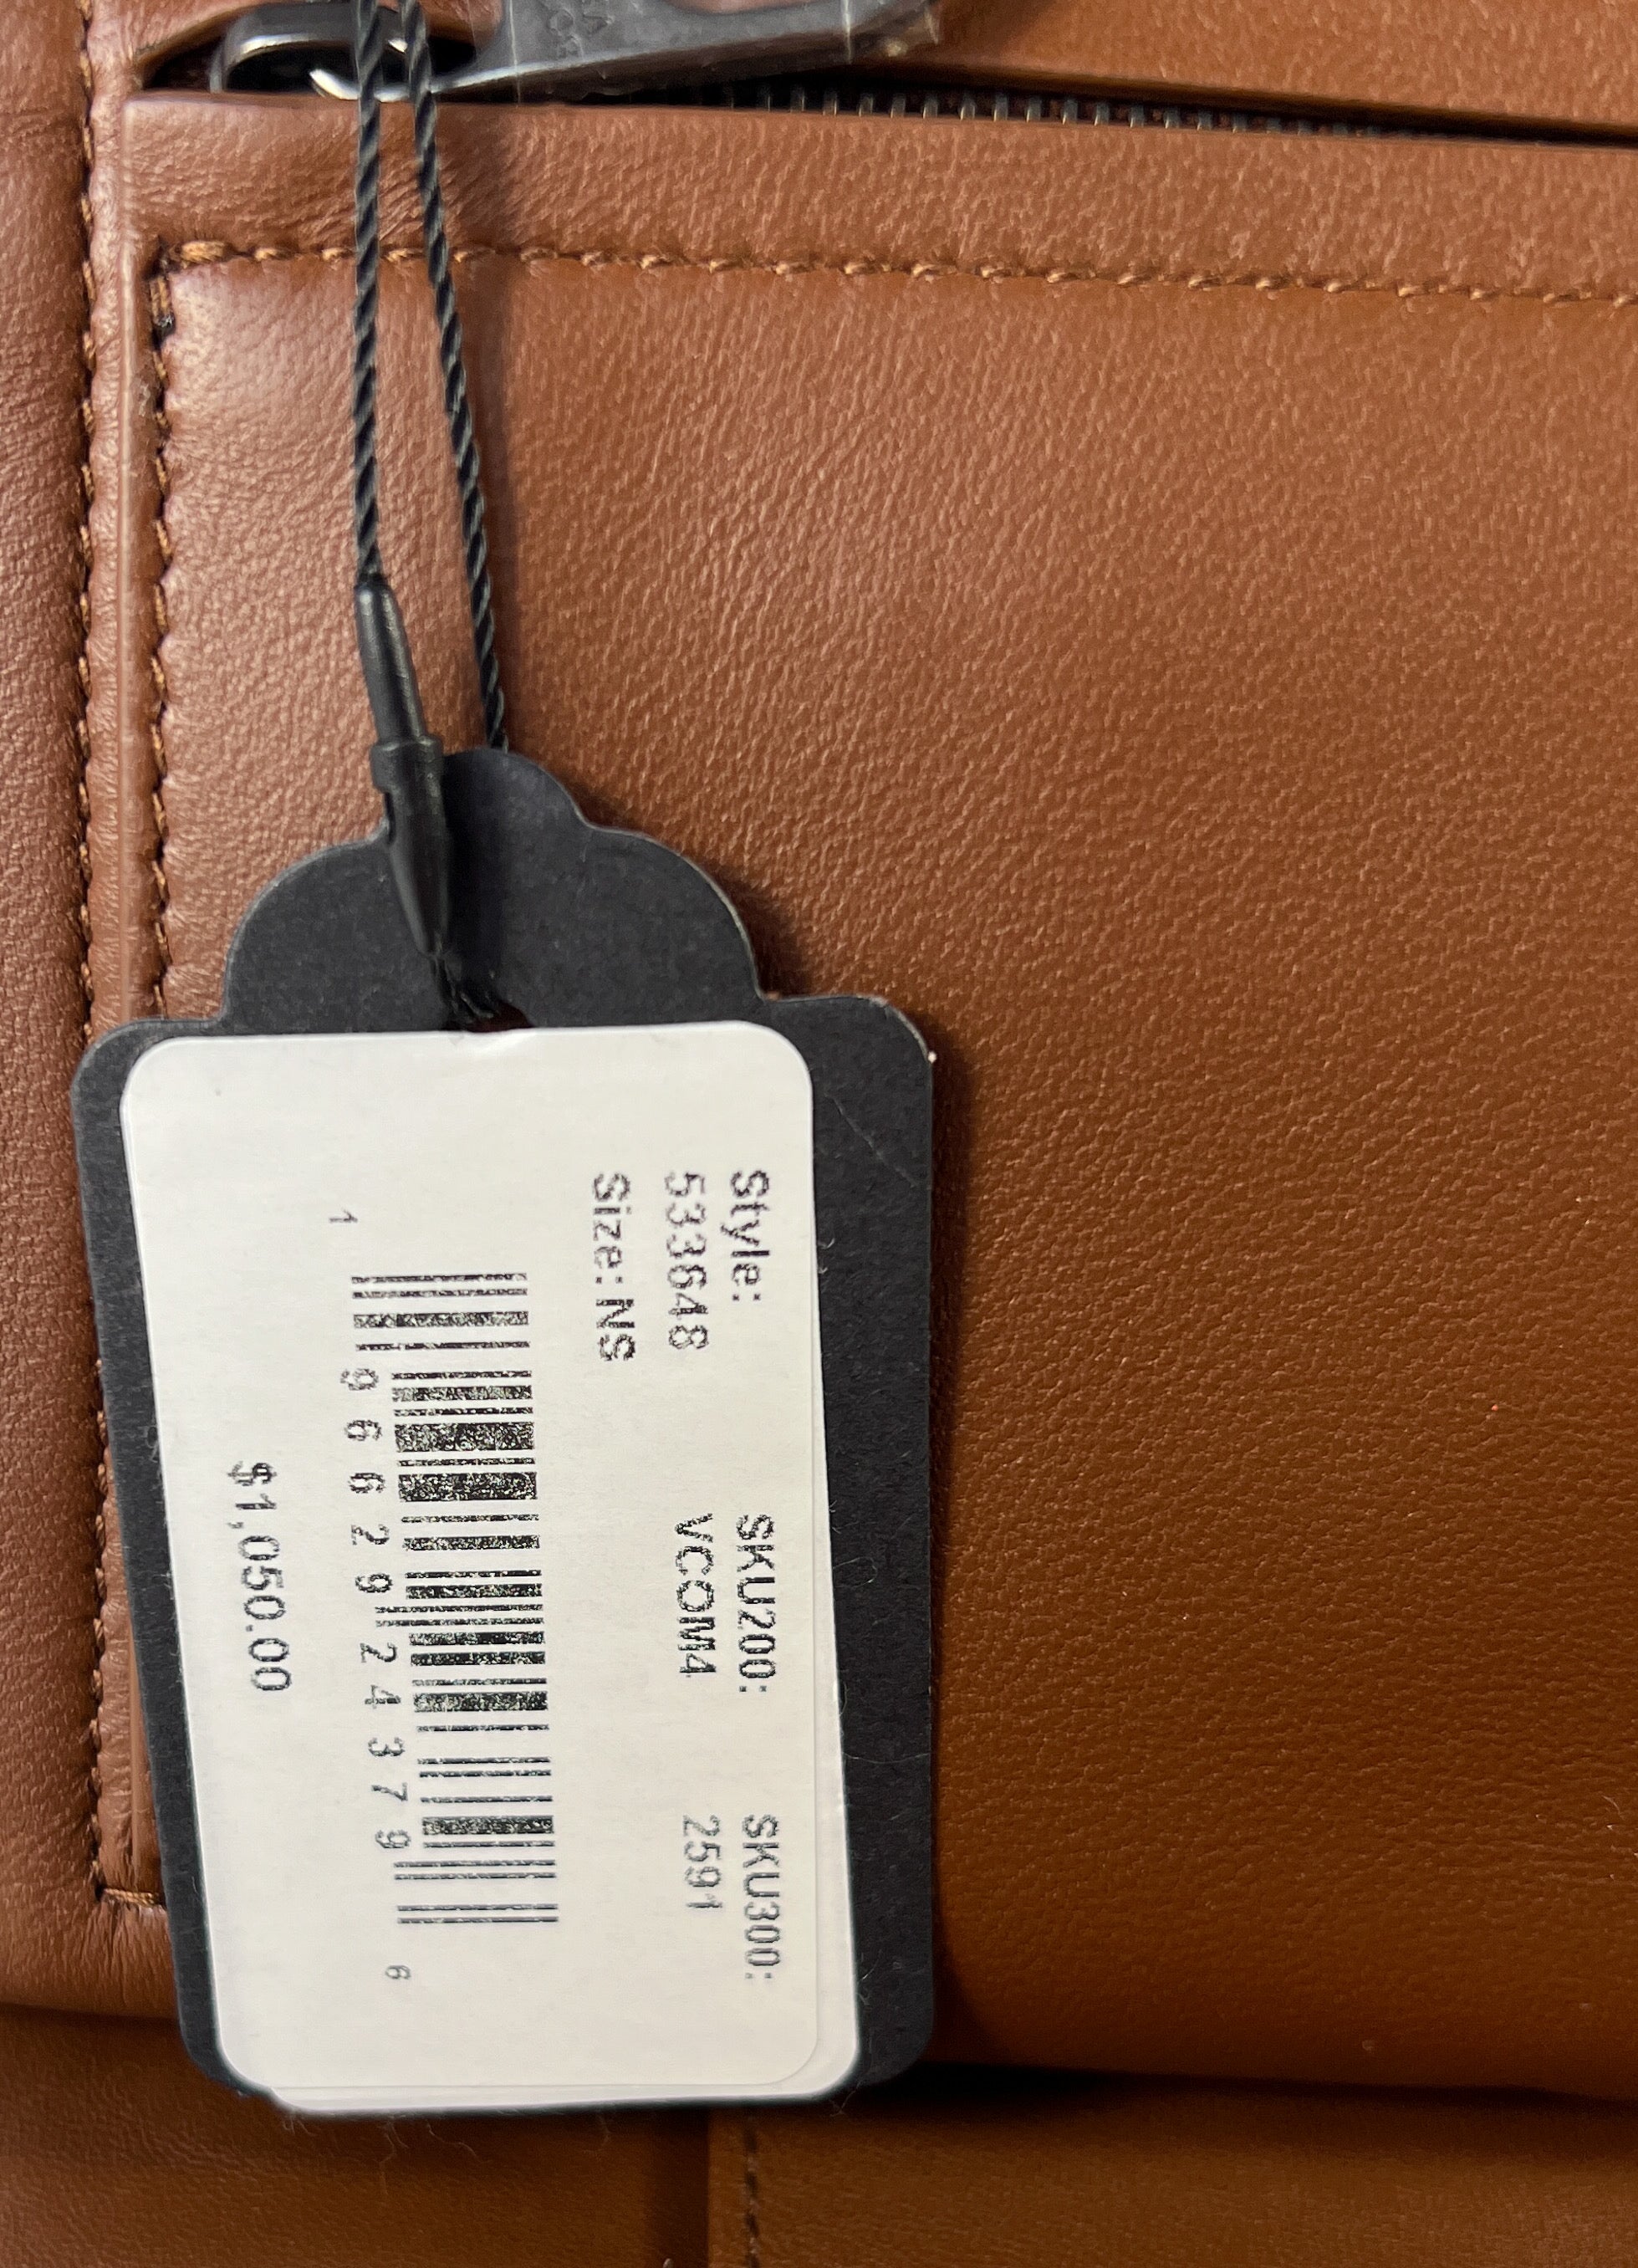 Style: SKU200: SKU300:
533648 VCOM4 2591
Size: NS
1 96629 24379 6
$1,050.00